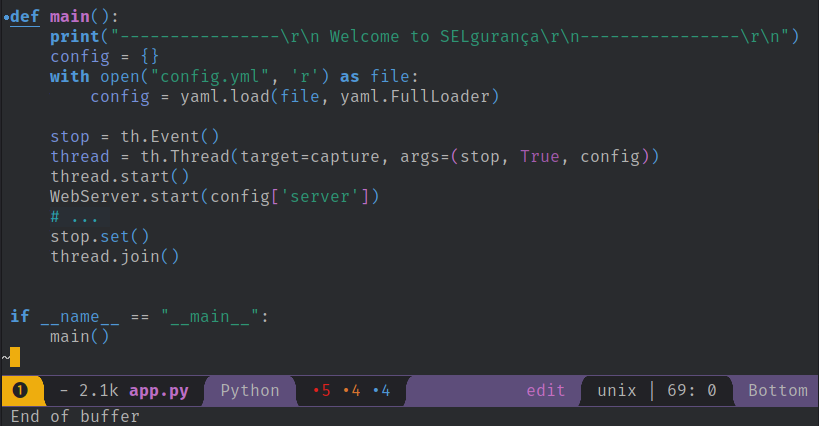 def main():
    print("----------------\r\n Welcome to SELgurança\r\n----------------\r\n")
    config = {}
    with open("config.yml", 'r') as file:
        config = yaml.load(file, yaml.FullLoader)
    stop = th.Event()
    thread = th.Thread(target=capture, args=(stop, True, config))
    thread.start()
    WebServer.start(config['server'])
    # ...
    stop.set()
    thread.join()
if __name__ == "__main__":
    main()
~
1 - 2.1k app.py Python •5 •4 •4 edit unix | 69: 0 Bottom
End of buffer